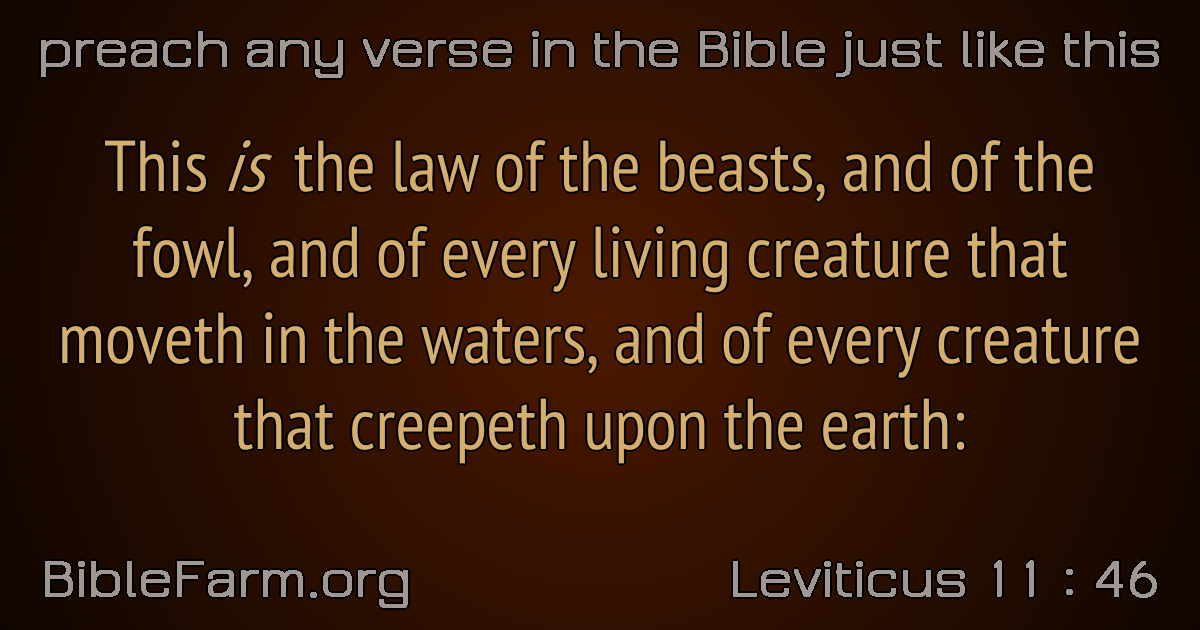 preach any verse in the Bible just like this
This is the law of the beasts, and of the
fowl, and of every living creature that
moveth in the waters, and of every creature
that creepeth upon the earth:
BibleFarm.org
Leviticus 11 : 46